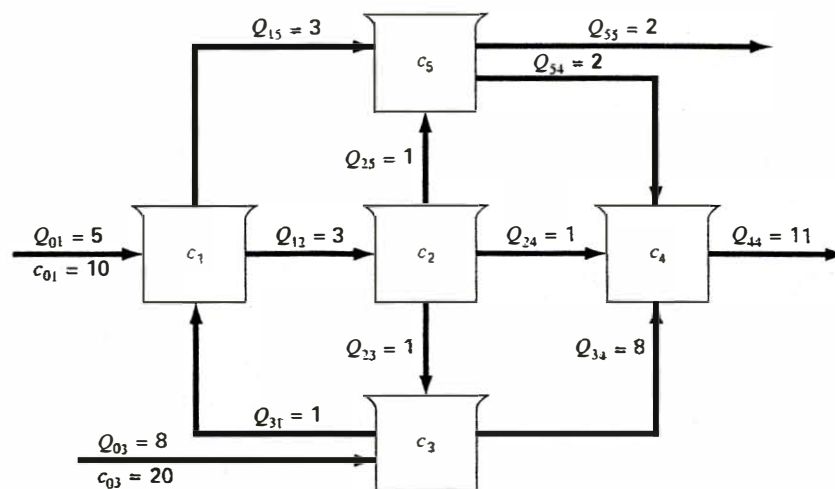 Q₁₅ = 3
Q₅₅ = 2
c₅
Q₅₄ = 2
Q₂₅ = 1
Q₀₁ = 5
c₀₁ = 10
c₁
Q₁₂ = 3
c₂
Q₂₄ = 1
c₄
Q₄₄ = 11
Q₂₃ = 1
Q₃₄ = 8
Q₃₁ = 1
c₃
Q₀₃ = 8
c₀₃ = 20